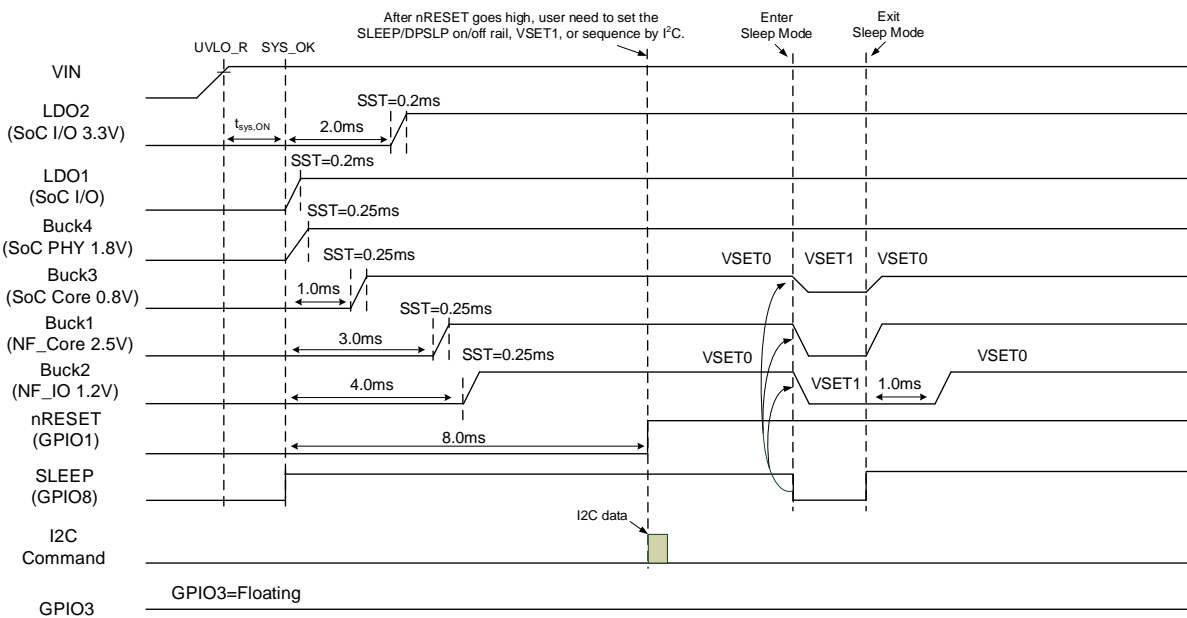 After nRESET goes high, user need to set the
SLEEP/DPSLP on/off rail, VSET1, or sequence by I²C.
Enter
Sleep Mode
Exit
Sleep Mode
UVLO_R SYS_OK
VIN
LDO2
(SoC I/O 3.3V)
tsys,ON
2.0ms
SST=0.2ms
LDO1
(SoC I/O)
SST=0.2ms
Buck4
(SoC PHY 1.8V)
SST=0.25ms
Buck3
(SoC Core 0.8V)
1.0ms
SST=0.25ms
VSET0 VSET1 VSET0
Buck1
(NF_Core 2.5V)
3.0ms
SST=0.25ms
Buck2
(NF_IO 1.2V)
4.0ms
SST=0.25ms
VSET0
VSET1
1.0ms
VSET0
nRESET
(GPIO1)
8.0ms
SLEEP
(GPIO8)
I2C data
I2C
Command
GPIO3=Floating
GPIO3